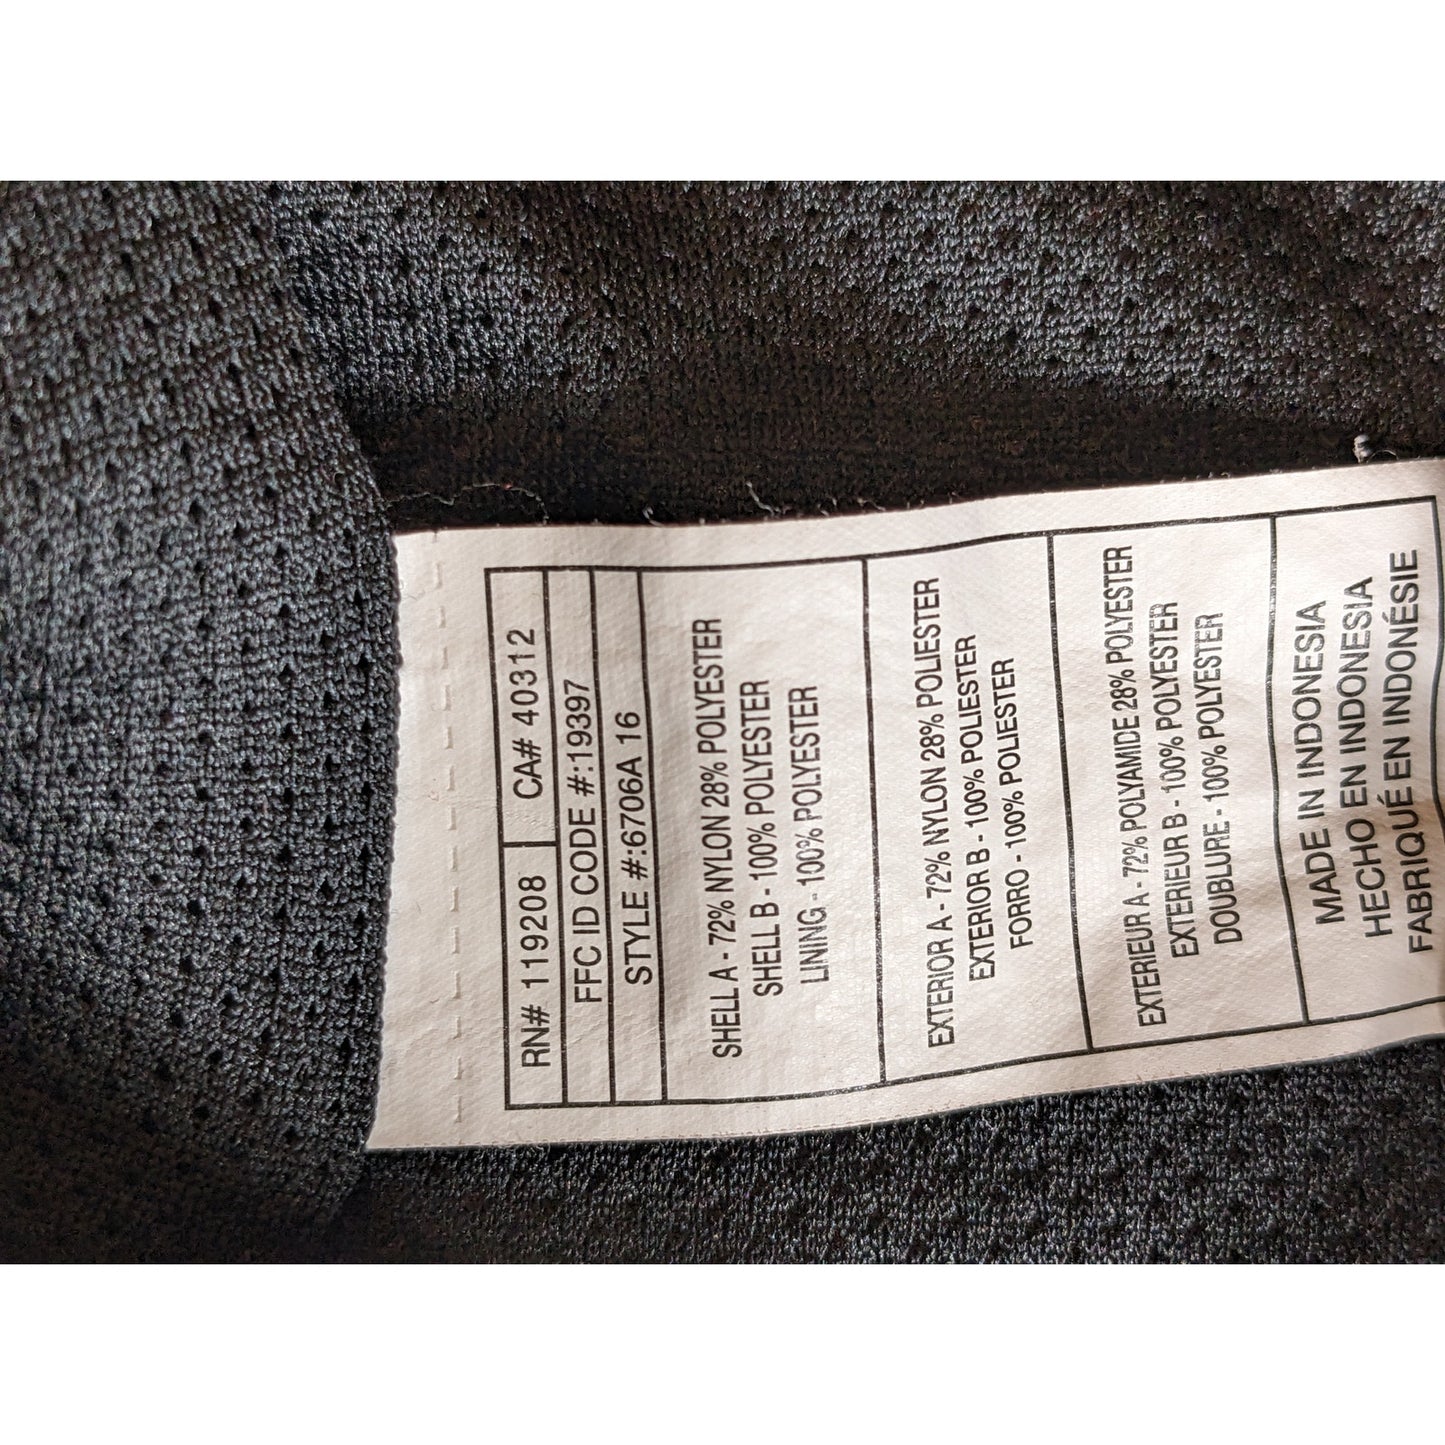 RN# 119208 CA# 40312
FFC ID CODE #:19397
STYLE #:6706A 16
SHELL A - 72% NYLON 28% POLYESTER
SHELL B - 100% POLYESTER
LINING - 100% POLYESTER
EXTERIOR A - 72% NYLON 28% POLIESTER
EXTERIOR B - 100% POLIESTER
FORRO - 100% POLIESTER
EXTERIEUR A - 72% POLYAMIDE 28% POLYESTER
EXTERIEUR B - 100% POLYESTER
DOUBLURE - 100% POLYESTER
MADE IN INDONESIA
HECHO EN INDONESIA
FABRIQUÉ EN INDONÉSIE